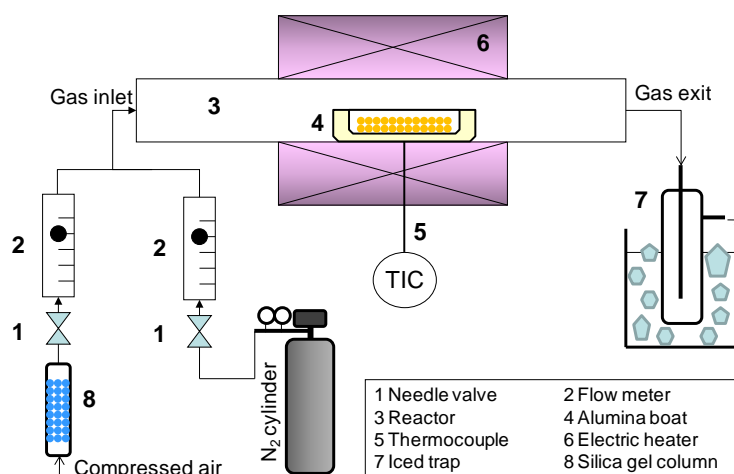 6
Gas inlet
3
Gas exit
4
7
5
2
2
TIC
1
1
8
N₂ cylinder
Compressed air
1 Needle valve
2 Flow meter
3 Reactor
4 Alumina boat
5 Thermocouple
6 Electric heater
7 Iced trap
8 Silica gel column